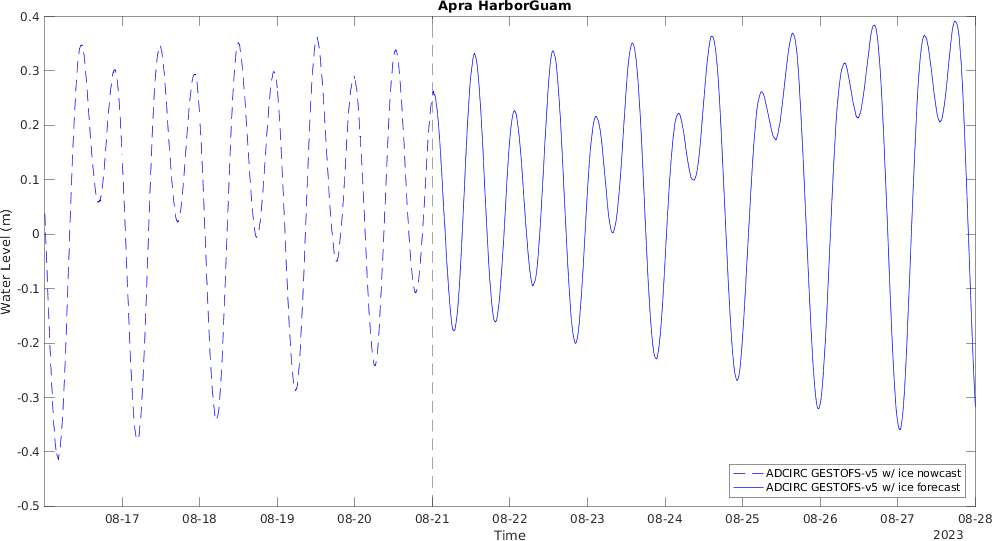 Apra HarborGuam
Water Level (m)
0.4
0.3
0.2
0.1
0
-0.1
-0.2
-0.3
-0.4
-0.5
ADCIRC GESTOFS-v5 w/ ice nowcast
ADCIRC GESTOFS-v5 w/ ice forecast
08-17 08-18 08-19 08-20 08-21 08-22 08-23 08-24 08-25 08-26 08-27 08-28
Time
2023